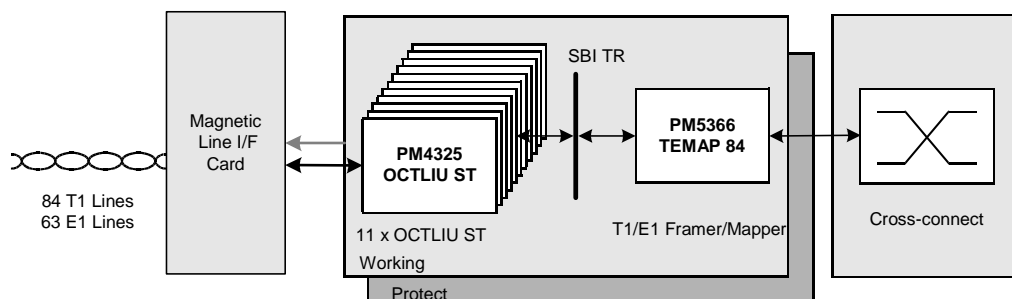 SBI TR
Magnetic
Line I/F
Card
PM4325
OCTLIU ST
PM5366
TEMAP 84
84 T1 Lines
63 E1 Lines
11 x OCTLIU ST
T1/E1 Framer/Mapper
Cross-connect
Working
Protect